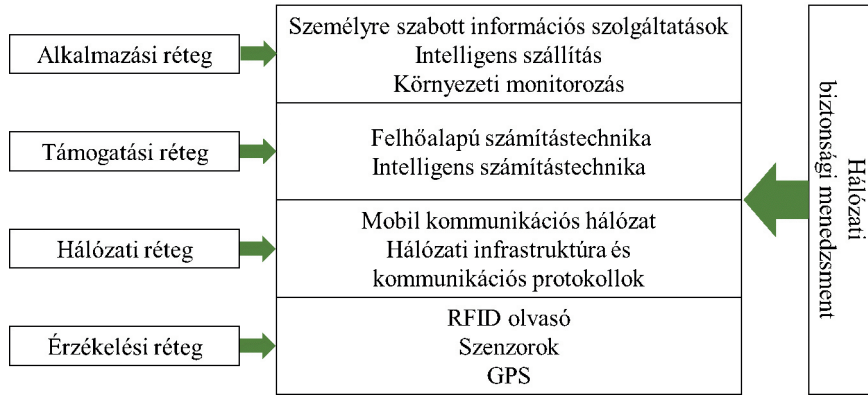 Alkalmazási réteg
Személyre szabott információs szolgáltatások
Intelligens szállítás
Környezeti monitorozás
Támogatási réteg
Felhőalapú számítástechnika
Intelligens számítástechnika
Hálózati réteg
Mobil kommunikációs hálózat
Hálózati infrastruktúra és
kommunikációs protokollok
Érzékelési réteg
RFID olvasó
Szenzorok
GPS
Hálózati
biztonsági menedzsment